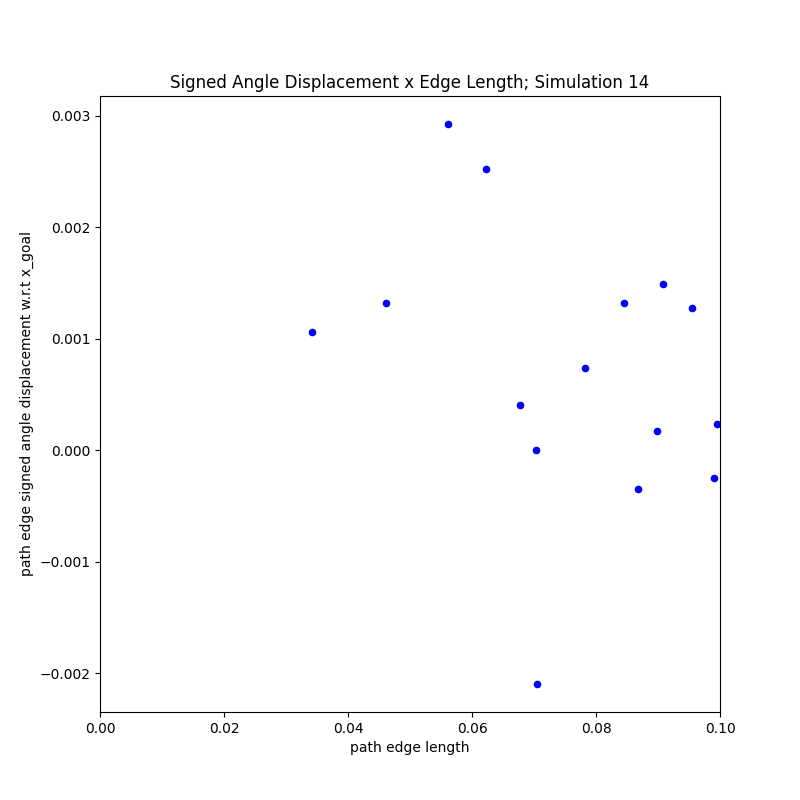 Signed Angle Displacement x Edge Length; Simulation 14
0.003
0.002
0.001
0.000
−0.001
−0.002
path edge signed angle displacement w.r.t x_goal
0.00 0.02 0.04 0.06 0.08 0.10
path edge length